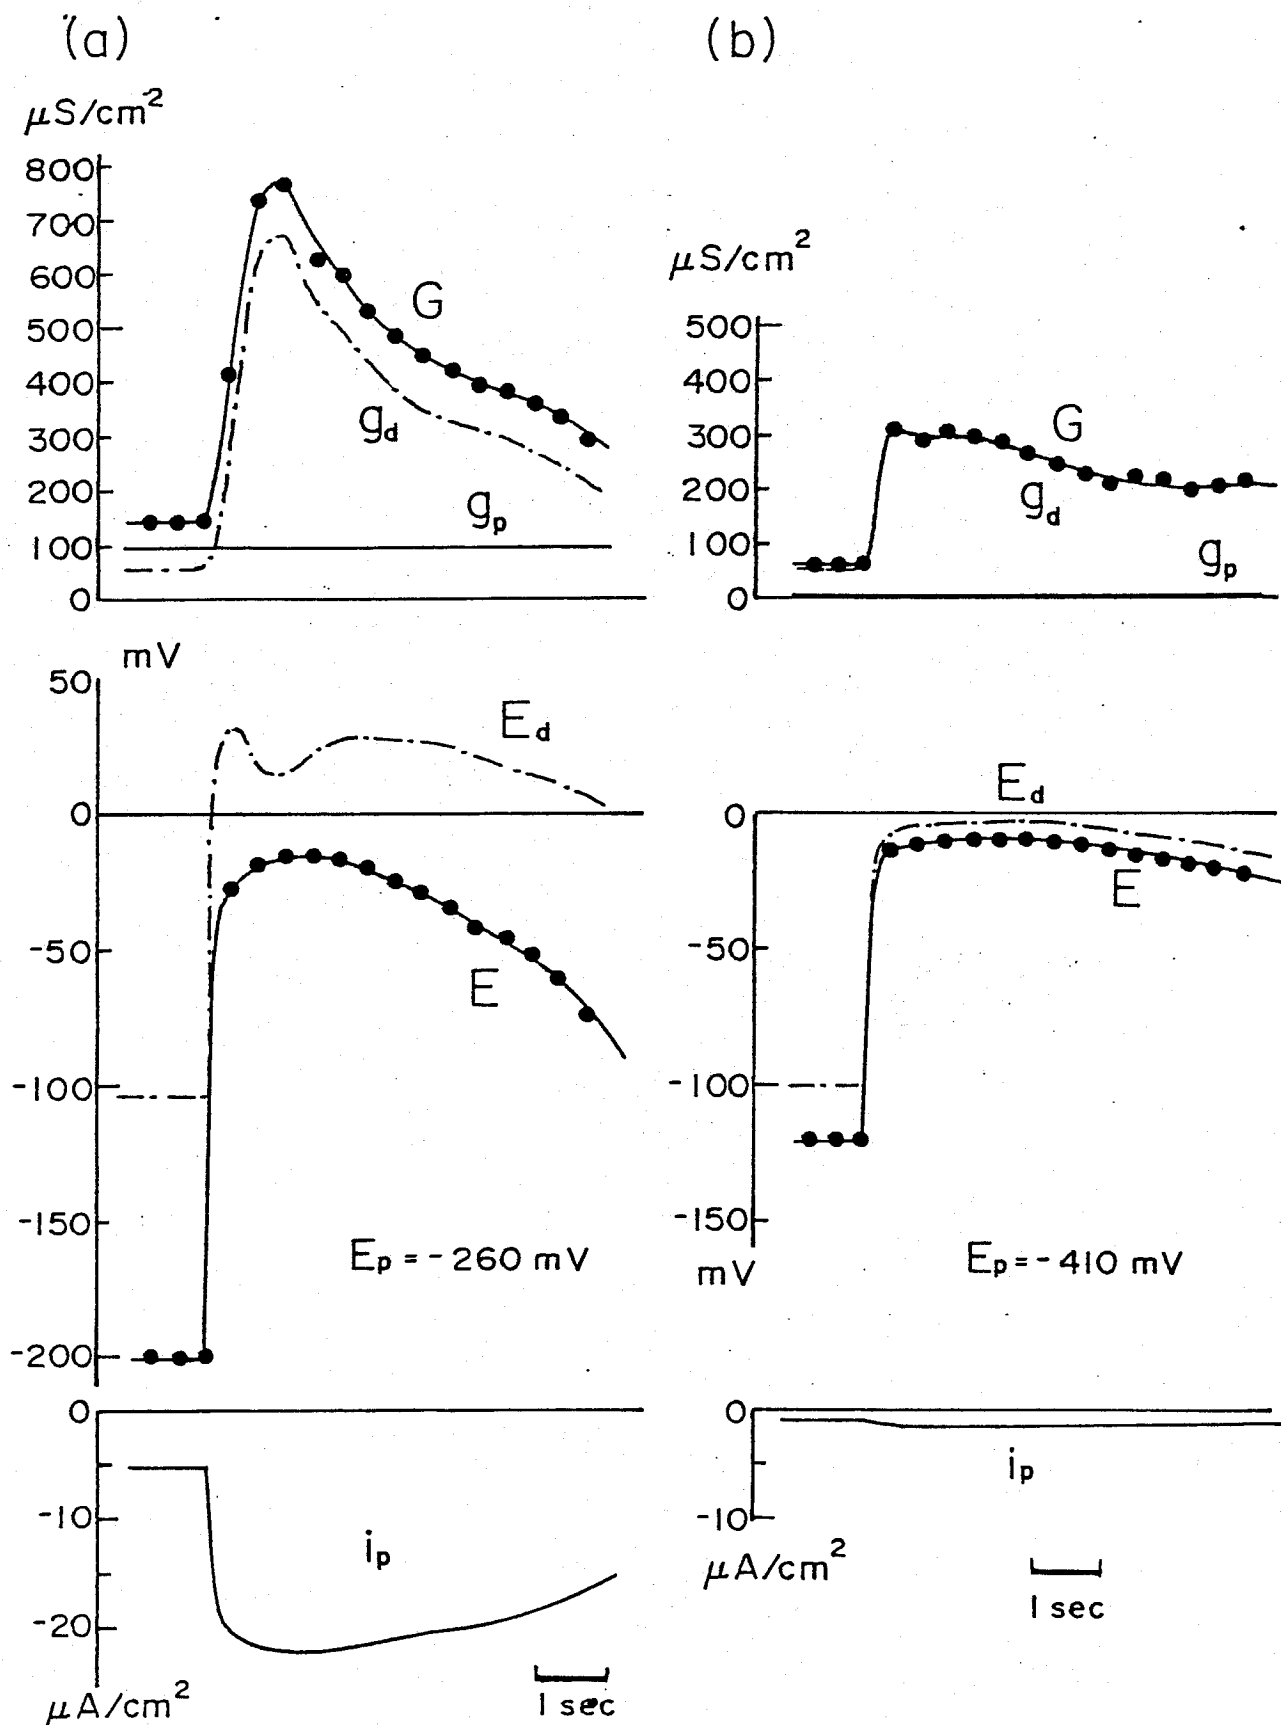 (a)
μS/cm²
800
700
600
500
400
300
200
100
0
G
g_d
g_p
mV
50
0
-50
-100
-150
-200
E_d
E
E_p = -260 mV
0
-10
-20
i_p
μA/cm²
1 sec
(b)
μS/cm²
500
400
300
200
100
0
G
g_d
g_p
0
-50
-100
-150
mV
E_d
E
E_p = -410 mV
0
-10
i_p
μA/cm²
1 sec